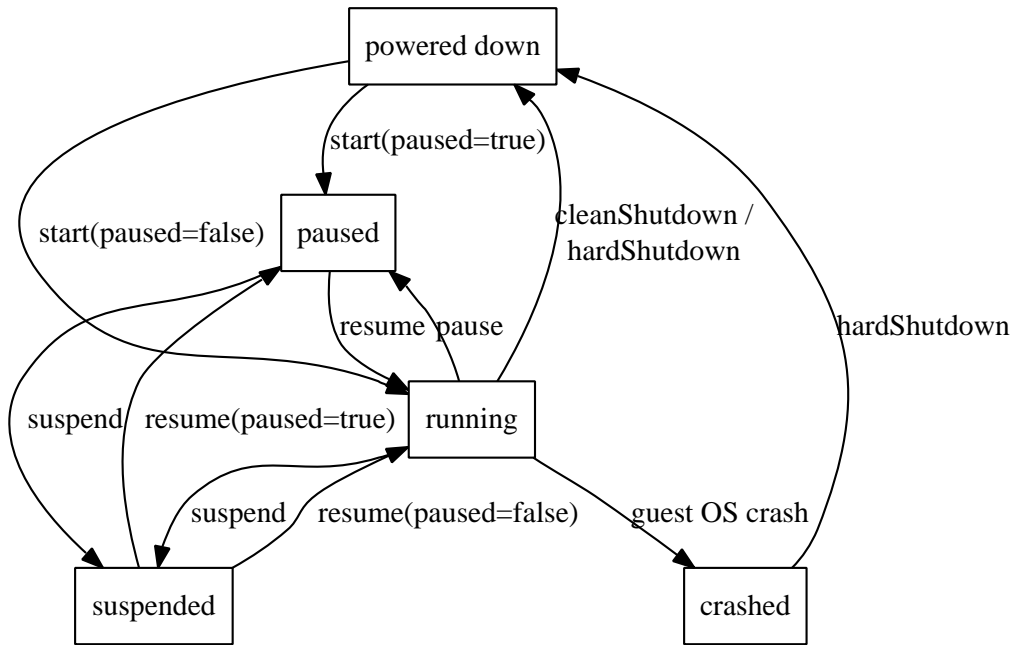 powered down
start(paused=true)
cleanShutdown /
hardShutdown
start(paused=false)
paused
resume
pause
hardShutdown
suspend
resume(paused=true)
running
suspend
resume(paused=false)
guest OS crash
suspended
crashed